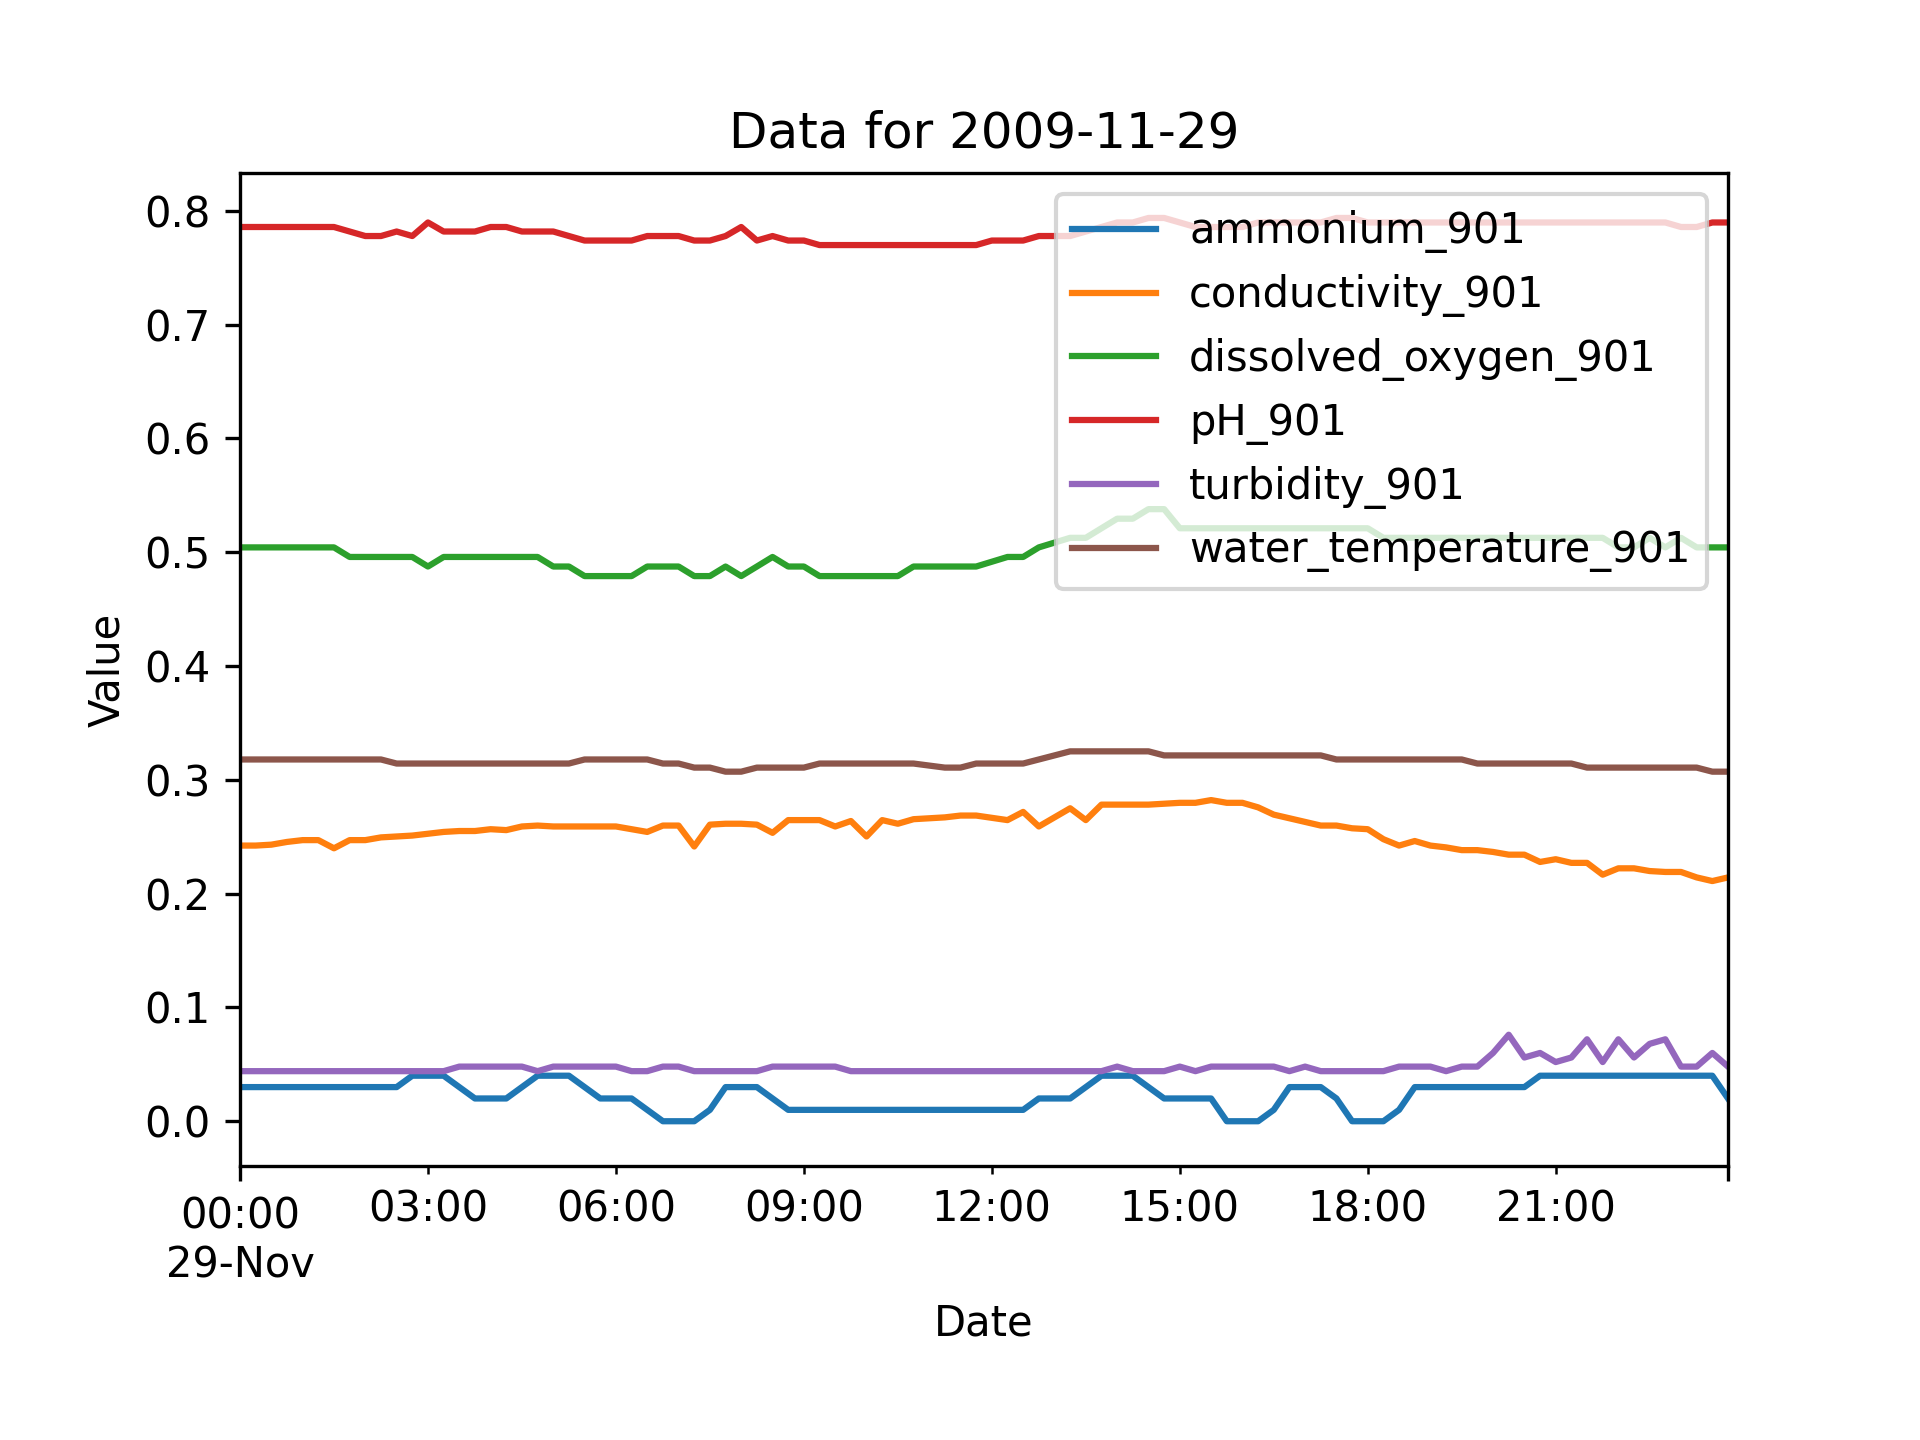 Data for 2009-11-29
0.8
0.7
0.6
0.5
0.4
0.3
0.2
0.1
0.0
Value
ammonium_901
conductivity_901
dissolved_oxygen_901
pH_901
turbidity_901
water_temperature_901
00:00 03:00 06:00 09:00 12:00 15:00 18:00 21:00
29-Nov
Date